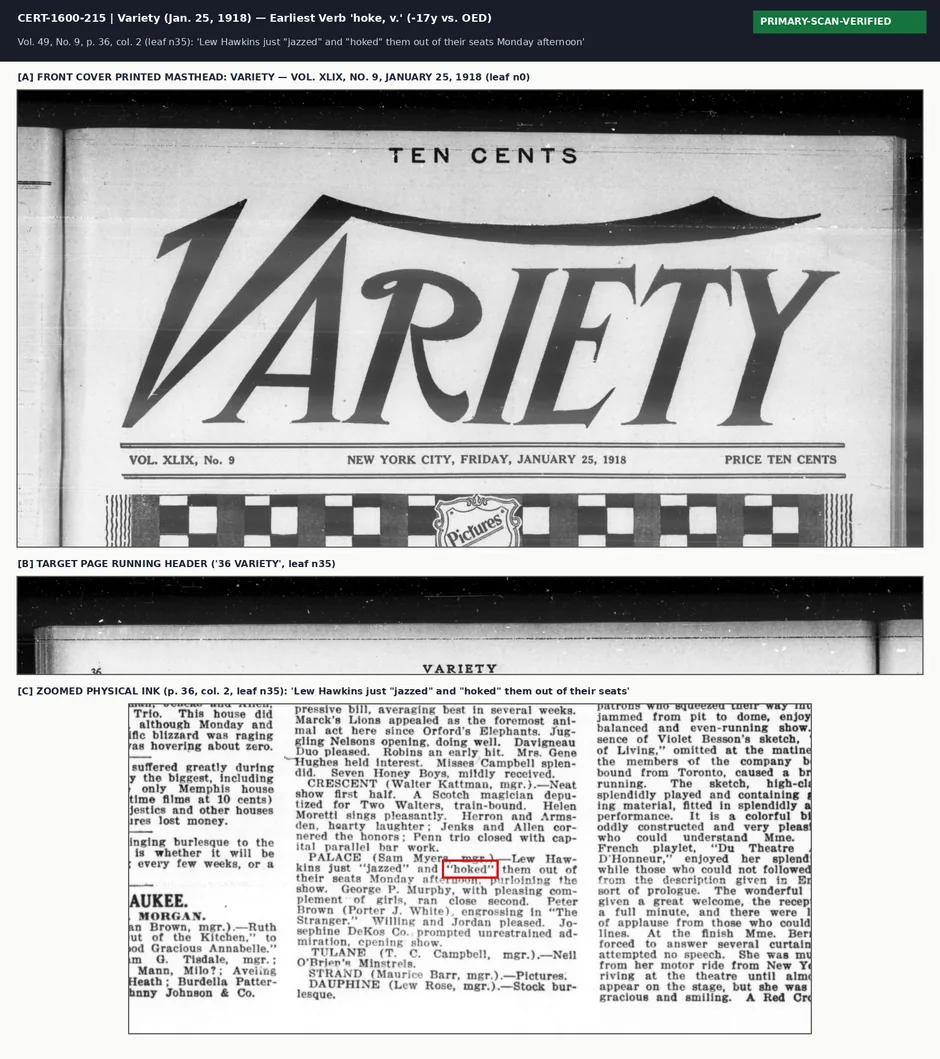 CERT-1600-215 | Variety (Jan. 25, 1918) — Earliest Verb 'hoke, v.' (-17y vs. OED)
PRIMARY-SCAN-VERIFIED
Vol. 49, No. 9, p. 36, col. 2 (leaf n35): 'Lew Hawkins just "jazzed" and "hoked" them out of their seats Monday afternoon'
[A] FRONT COVER PRINTED MASTHEAD: VARIETY — VOL. XLIX, NO. 9, JANUARY 25, 1918 (leaf n0)
TEN CENTS
VARIETY
VOL. XLIX, No. 9
NEW YORK CITY, FRIDAY, JANUARY 25, 1918
PRICE TEN CENTS
Pictures
[B] TARGET PAGE RUNNING HEADER ('36 VARIETY', leaf n35)
36
VARIETY
[C] ZOOMED PHYSICAL INK (p. 36, col. 2, leaf n35): 'Lew Hawkins just "jazzed" and "hoked" them out of their seats'
Trio. This house did
although Monday and
ific blizzard was raging
as hovering about zero.
suffered greatly during
y the biggest, including
only Memphis house
time films at 10 cents)
jestics and other houses
ires lost money.
inging burlesque to the
is whether it will be
every few weeks, or a
AUKEE.
MORGAN.
an Brown, mgr.).—Ruth
ut of the Kitchen," to
od Gracious Annabelle."
m G. Tisdale, mgr.;
Mann, Milo?; Aveling
Heath; Burdella Patter-
hnny Johnson & Co.
pressive bill, averaging best in several weeks.
Marck's Lions appealed as the foremost ani-
mal act here since Orford's Elephants. Jug-
gling Nelsons opening, doing well. Davigneau
Duo pleased. Robins an early hit. Mrs. Gene
Hughes held interest. Misses Campbell splen-
did. Seven Honey Boys, mildly received.
CRESCENT (Walter Kattman, mgr.).—Neat
show first half. A Scotch magician depu-
tized for Two Walters, train-bound. Helen
Moretti sings pleasantly. Herron and Arms-
den, hearty laughter; Jenks and Allen cor-
nered the honors; Penn trio closed with cap-
ital parallel bar work.
PALACE (Sam Myers, mgr.).—Lew Haw-
kins just "jazzed" and "hoked" them out of
their seats Monday afternoon, purloining the
show. George P. Murphy, with pleasing com-
plement of girls, ran close second. Peter
Brown (Porter J. White), engrossing in "The
Stranger." Willing and Jordan pleased. Jo-
sephine DeKos Co. prompted unrestrained ad-
miration, opening show.
TULANE (T. C. Campbell, mgr.).—Neil
O'Brien's Minstrels.
STRAND (Maurice Barr, mgr.).—Pictures.
DAUPHINE (Lew Rose, mgr.).—Stock bur-
lesque.
patrons who squeezed their way int
jammed from pit to dome, enjoy
balanced and even-running show.
sence of Violet Besson's sketch,
of Living," omitted at the matine
the members of the company b
bound from Toronto, caused a br
running. The sketch, high-cla
splendidly played and containing g
ing material, fitted in splendidly a
performance. It is a colorful bi
oddly constructed and very pleas
who could understand Mme.
French playlet, "Du Theatre
D'Honneur," enjoyed her splend
while those who could not followed
from the description given in En
sort of prologue. The wonderful
given a great welcome, the recep
a full minute, and there were l
of applause from those who could
lines. At the finish Mme. Ber
forced to answer several curtain
attempted no speech. She was mu
from her motor ride from New Y
riving at the theatre until alm
appear on the stage, but she was
gracious and smiling. A Red Cro